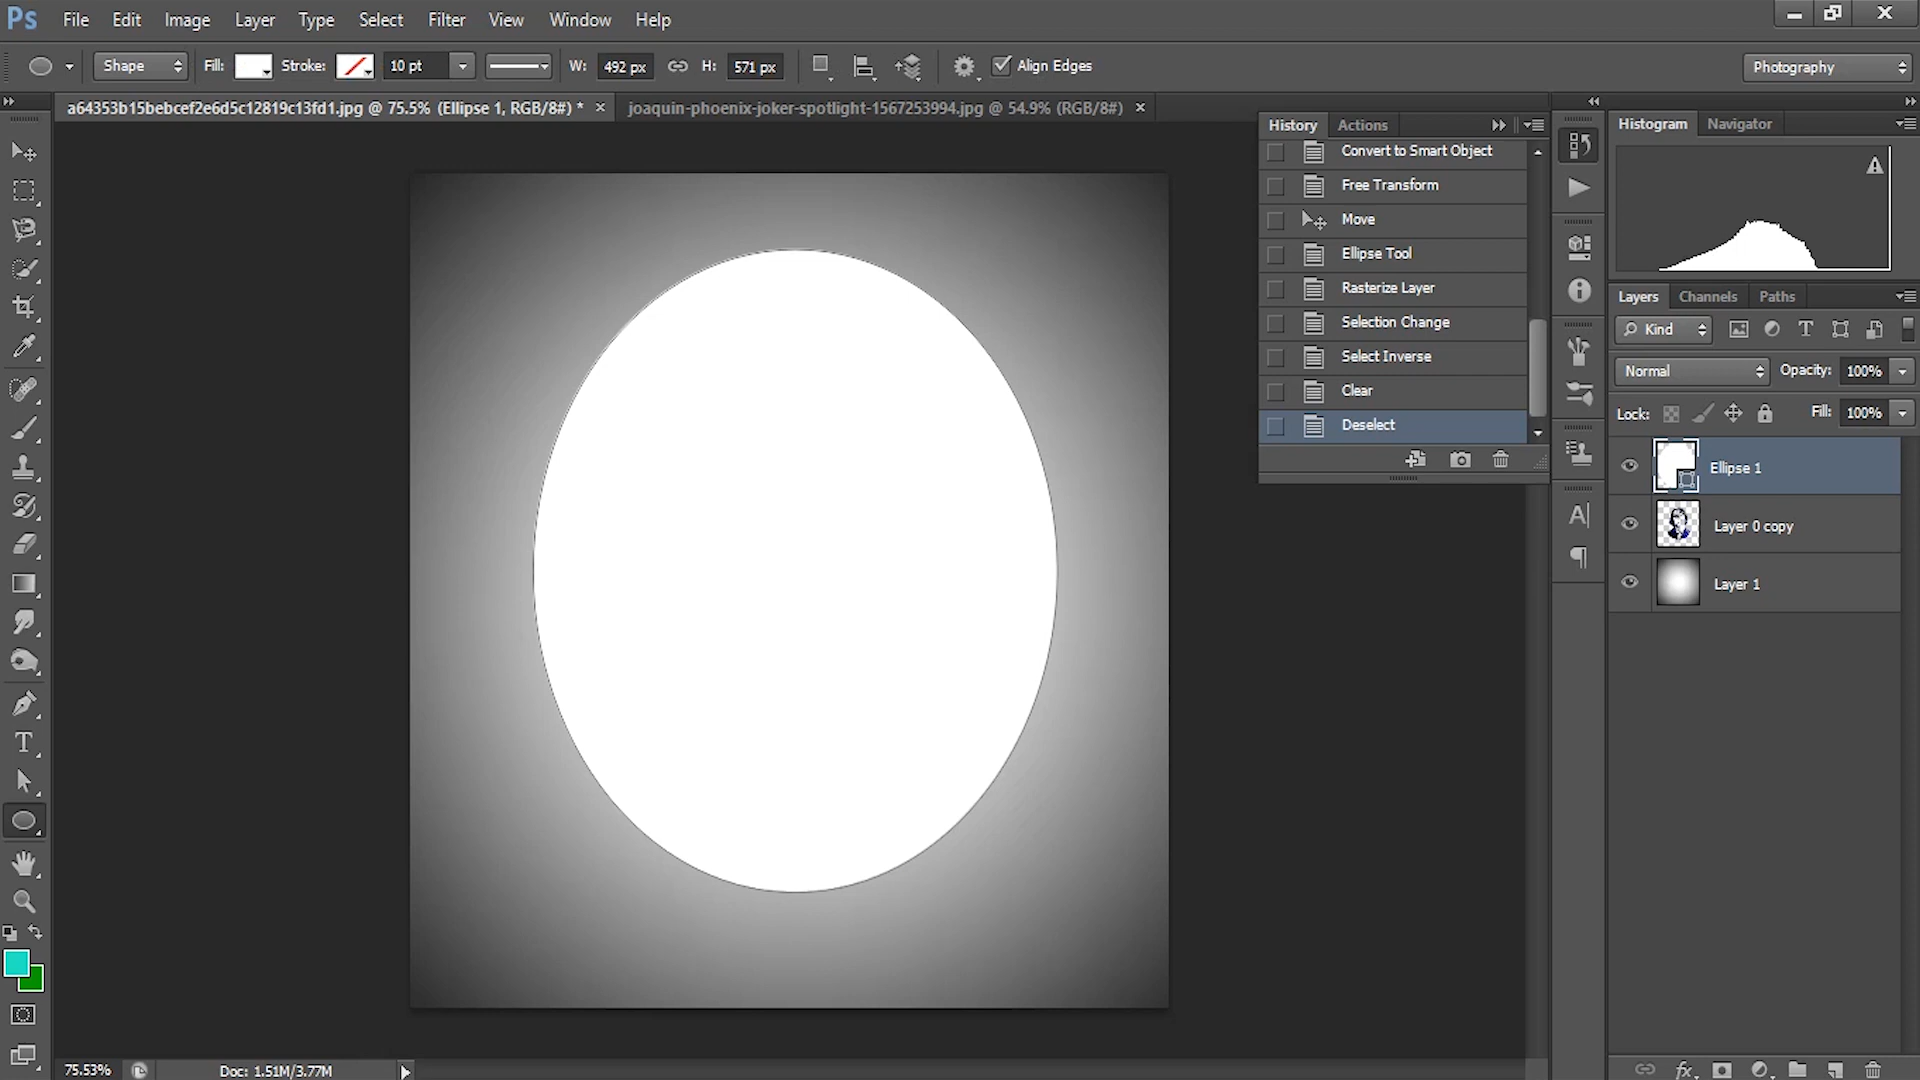 Ps File Edit Image Layer Type Select Filter View Window Help
Shape Fill: Stroke: 10 pt W: 492 px H: 571 px Align Edges Photography
a64353b15bebcef2e6d5c12819c13fd1.jpg @ 75.5% (Ellipse 1, RGB/8#) * × joaquin-phoenix-joker-spotlight-1567253994.jpg @ 54.9% (RGB/8#) ×
History Actions
Convert to Smart Object
Free Transform
Move
Ellipse Tool
Rasterize Layer
Selection Change
Select Inverse
Clear
Deselect
Histogram Navigator
Layers Channels Paths
Kind
Normal Opacity: 100%
Lock: Fill: 100%
Ellipse 1
Layer 0 copy
Layer 1
75.53% Doc: 1.51M/3.77M